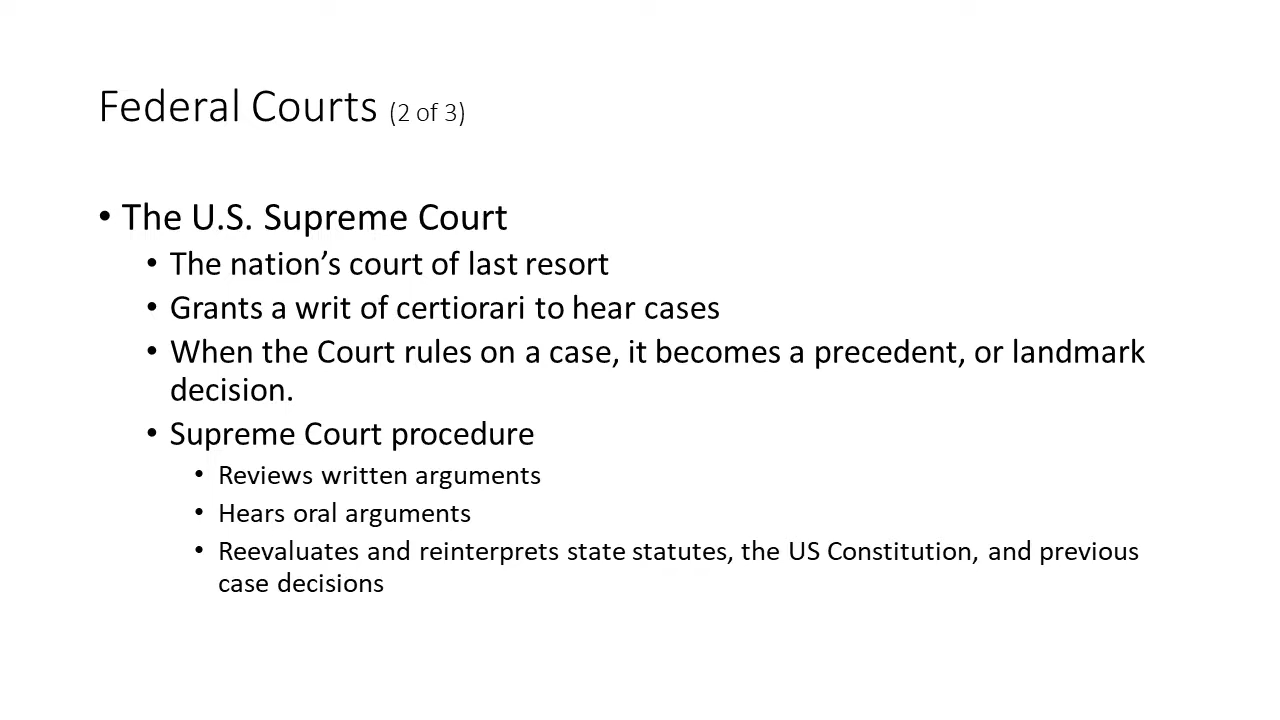 Federal Courts (2 of 3)
• The U.S. Supreme Court
• The nation’s court of last resort
• Grants a writ of certiorari to hear cases
• When the Court rules on a case, it becomes a precedent, or landmark
decision.
• Supreme Court procedure
• Reviews written arguments
• Hears oral arguments
• Reevaluates and reinterprets state statutes, the US Constitution, and previous
case decisions